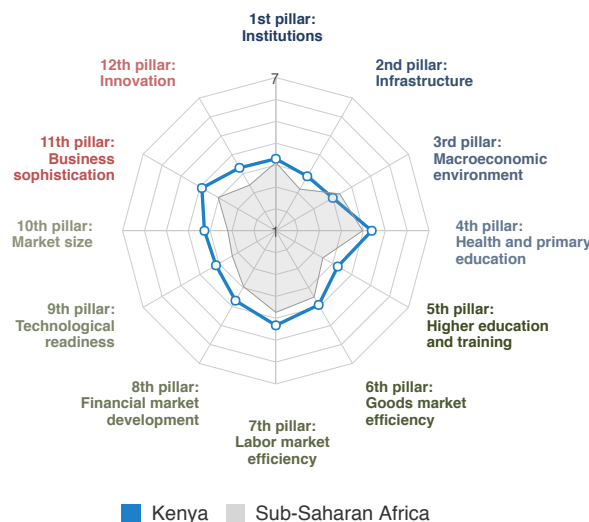 1st pillar:
Institutions
2nd pillar:
Infrastructure
3rd pillar:
Macroeconomic
environment
4th pillar:
Health and primary
education
5th pillar:
Higher education
and training
6th pillar:
Goods market
efficiency
7th pillar:
Labor market
efficiency
8th pillar:
Financial market
development
9th pillar:
Technological
readiness
10th pillar:
Market size
11th pillar:
Business
sophistication
12th pillar:
Innovation
7
1
Kenya
Sub-Saharan Africa